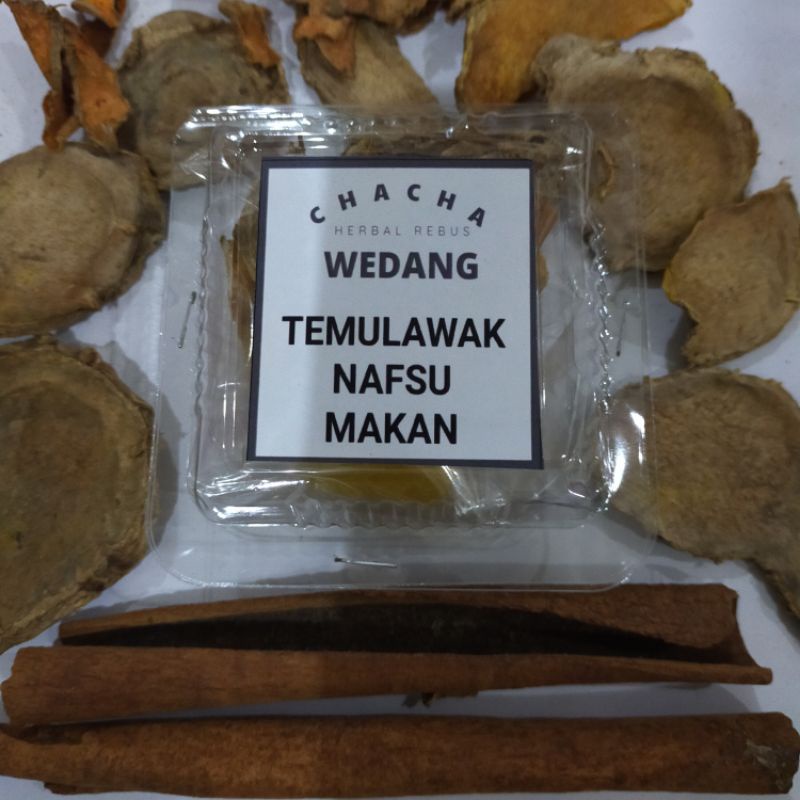 CHACHA
HERBAL REBUS
WEDANG
TEMULAWAK
NAFSU
MAKAN